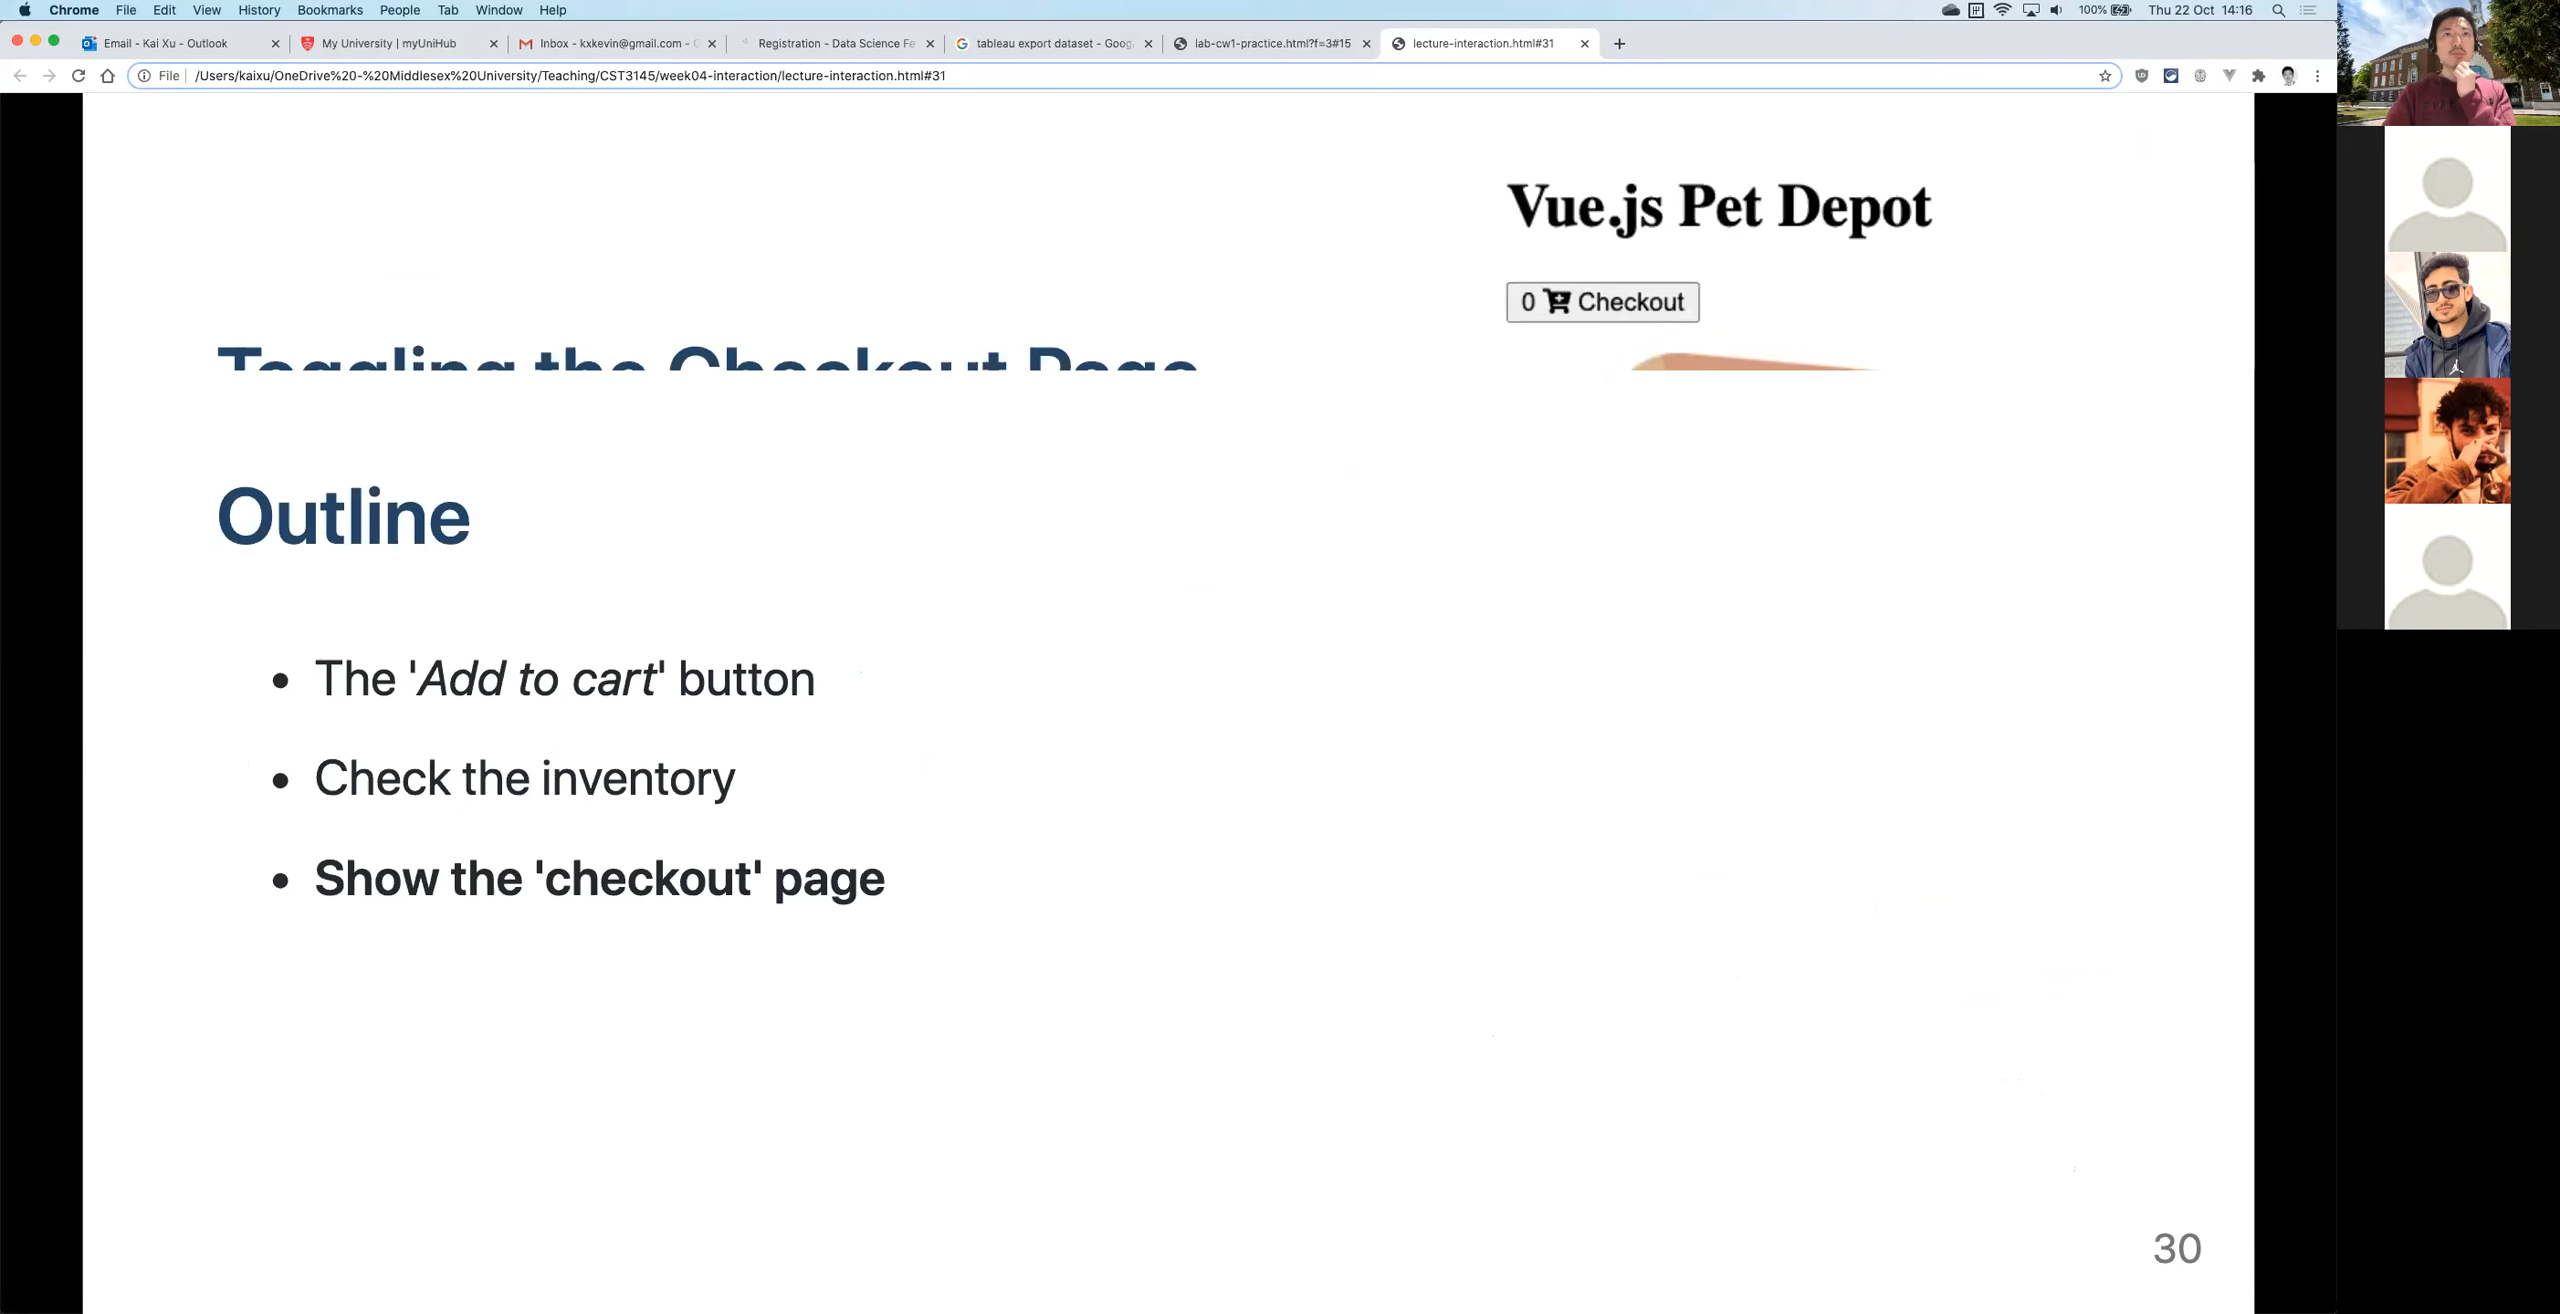 Chrome File Edit View History Bookmarks People Tab Window Help 100% Thu 22 Oct 14:16
Email - Kai Xu - Outlook My University | myUniHub Inbox - kxkevin@gmail.com - Registration - Data Science Fe tableau export dataset - Goog lab-cw1-practice.html?f=3#15 lecture-interaction.html#31
File /Users/kaixu/OneDrive%20-%20Middlesex%20University/Teaching/CST3145/week04-interaction/lecture-interaction.html#31
Vue.js Pet Depot
0 Checkout
Toggling the Checkout Page
Outline
• The 'Add to cart' button
• Check the inventory
• Show the 'checkout' page
30